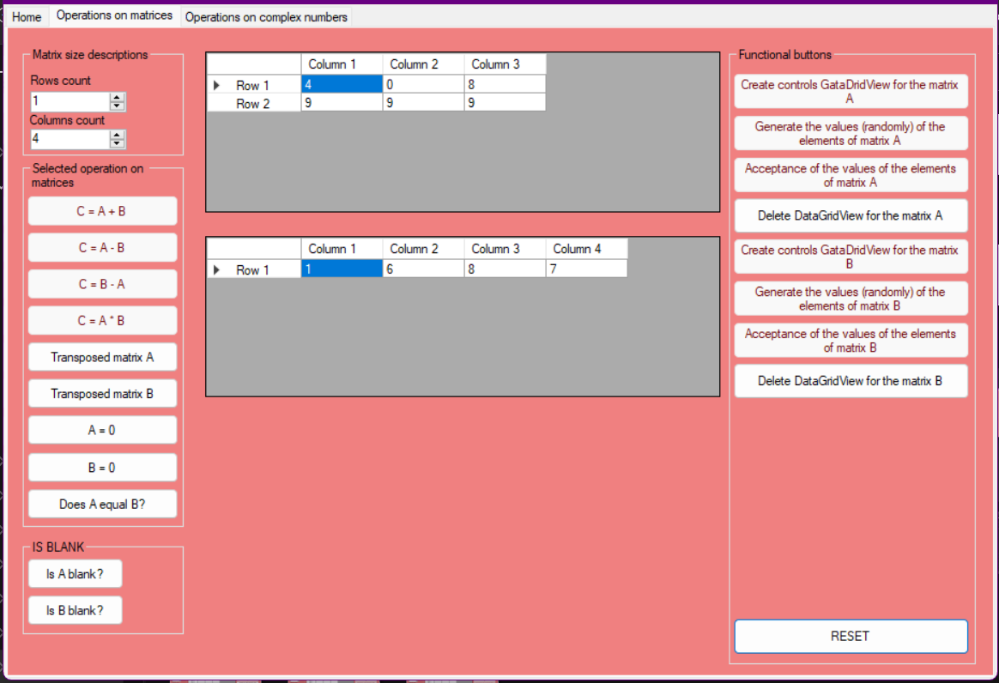 Home Operations on matrices Operations on complex numbers
Matrix size descriptions
Rows count
1
Columns count
4
Selected operation on
matrices
C = A + B
C = A - B
C = B - A
C = A * B
Transposed matrix A
Transposed matrix B
A = 0
B = 0
Does A equal B?
IS BLANK
Is A blank?
Is B blank?
Column 1 Column 2 Column 3
Row 1 4 0 8
Row 2 9 9 9
Column 1 Column 2 Column 3 Column 4
Row 1 1 6 8 7
Functional buttons
Create controls GataDridView for the matrix
A
Generate the values (randomly) of the
elements of matrix A
Acceptance of the values of the elements
of matrix A
Delete DataGridView for the matrix A
Create controls GataDridView for the matrix
B
Generate the values (randomly) of the
elements of matrix B
Acceptance of the values of the elements
of matrix B
Delete DataGridView for the matrix B
RESET